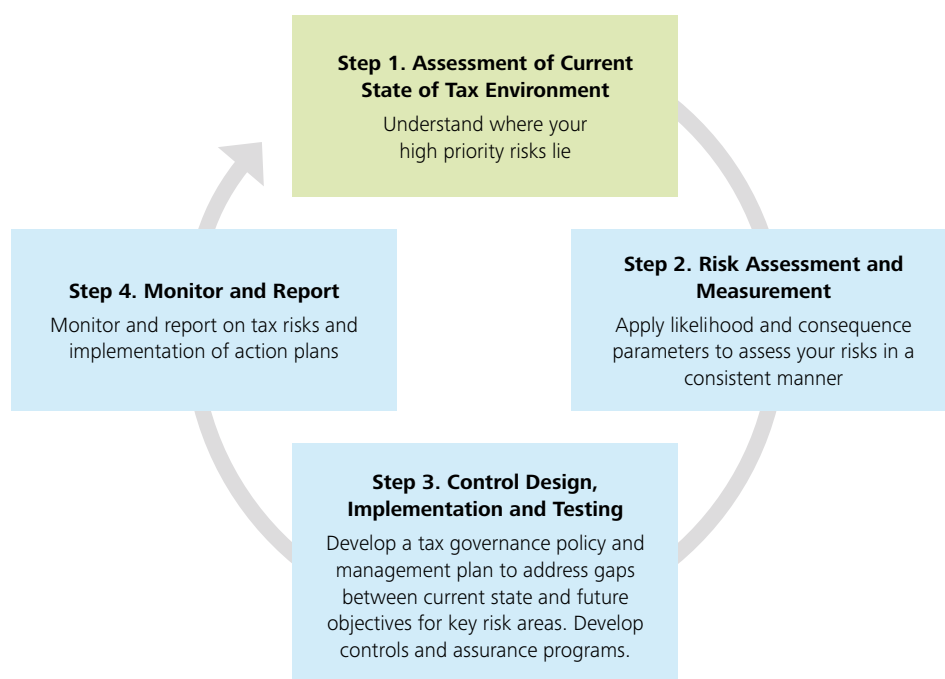 Step 1. Assessment of Current
State of Tax Environment
Understand where your
high priority risks lie
Step 2. Risk Assessment and
Measurement
Apply likelihood and consequence
parameters to assess your risks in a
consistent manner
Step 3. Control Design,
Implementation and Testing
Develop a tax governance policy and
management plan to address gaps
between current state and future
objectives for key risk areas. Develop
controls and assurance programs.
Step 4. Monitor and Report
Monitor and report on tax risks and
implementation of action plans